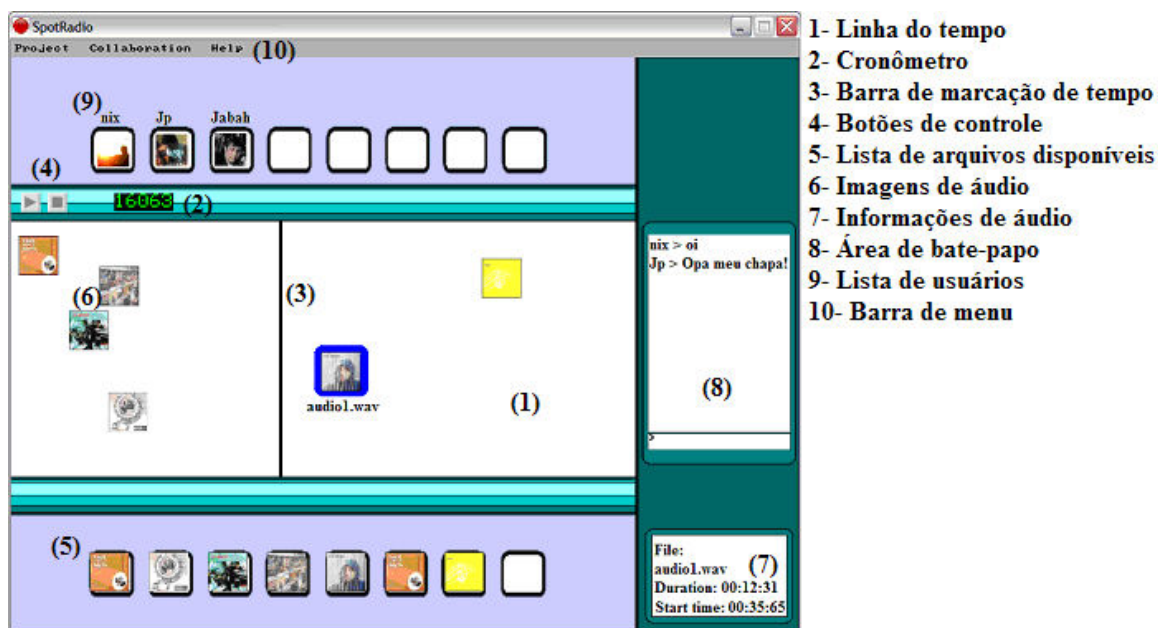 SpotRadio
Project Collaboration Help (10)
(9)
nix Jp Jabah
(4)
16063 (2)
(6)
(3)
audio1.wav
(1)
nix > oi
Jp > Opa meu chapa!
(8)
>
(5)
File:
audio1.wav (7)
Duration: 00:12:31
Start time: 00:35:65
1- Linha do tempo
2- Cronômetro
3- Barra de marcação de tempo
4- Botões de controle
5- Lista de arquivos disponíveis
6- Imagens de áudio
7- Informações de áudio
8- Área de bate-papo
9- Lista de usuários
10- Barra de menu